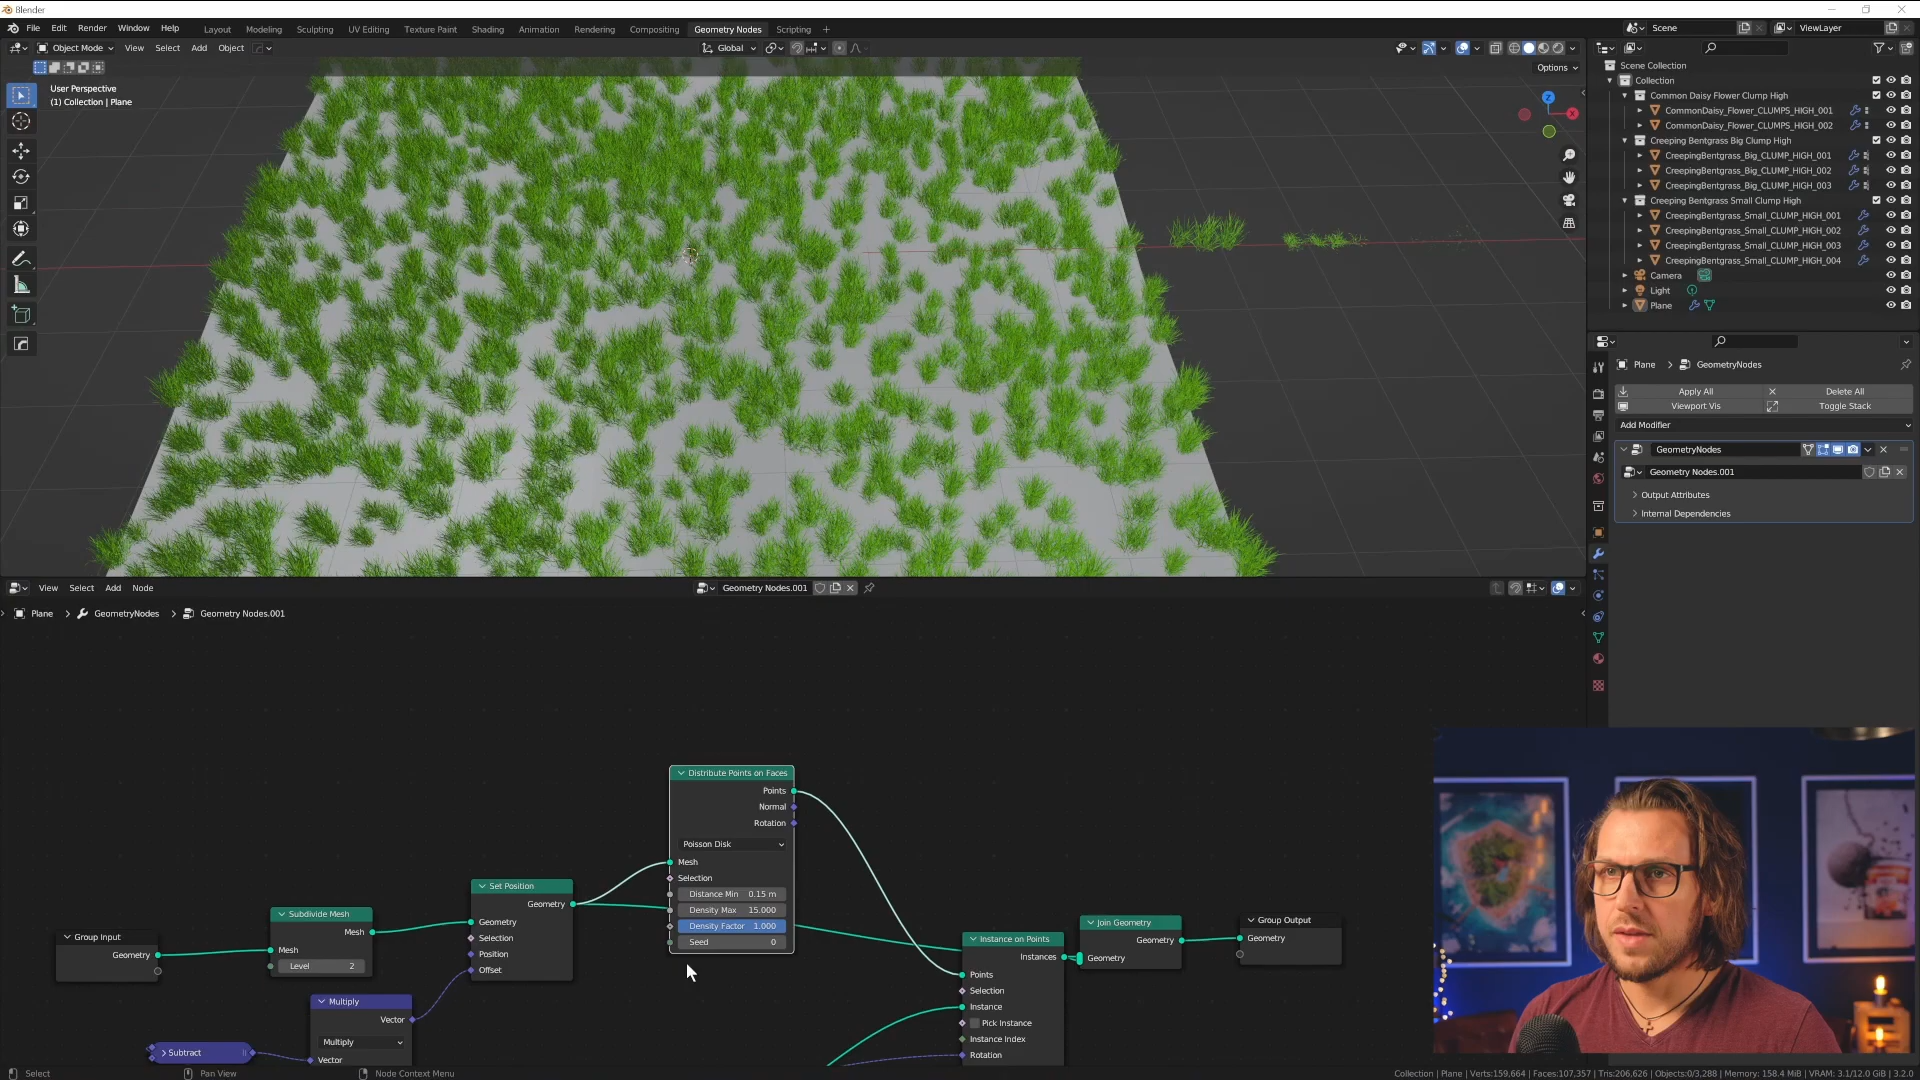 Blender
File Edit Render Window Help
Layout Modeling Sculpting UV Editing Texture Paint Shading Animation Rendering Compositing Geometry Nodes Scripting +
Scene
ViewLayer
Object Mode View Select Add Object
Global
Options
User Perspective
(1) Collection | Plane
Z
X
Scene Collection
Collection
Common Daisy Flower Clump High
CommonDaisy_Flower_CLUMPS_HIGH_001
CommonDaisy_Flower_CLUMPS_HIGH_002
Creeping Bentgrass Big Clump High
CreepingBentgrass_Big_CLUMP_HIGH_001
CreepingBentgrass_Big_CLUMP_HIGH_002
CreepingBentgrass_Big_CLUMP_HIGH_003
Creeping Bentgrass Small Clump High
CreepingBentgrass_Small_CLUMP_HIGH_001
CreepingBentgrass_Small_CLUMP_HIGH_002
CreepingBentgrass_Small_CLUMP_HIGH_003
CreepingBentgrass_Small_CLUMP_HIGH_004
Camera
Light
Plane
Plane > GeometryNodes
Apply All Delete All
Viewport Vis Toggle Stack
Add Modifier
GeometryNodes
Geometry Nodes.001
Output Attributes
Internal Dependencies
View Select Add Node
Geometry Nodes.001
Plane > GeometryNodes > Geometry Nodes.001
Group Input
Geometry
Subdivide Mesh
Mesh
Mesh
Level 2
Subtract
Multiply
Vector
Multiply
Vector
Set Position
Geometry
Geometry
Selection
Position
Offset
Distribute Points on Faces
Points
Normal
Rotation
Poisson Disk
Mesh
Selection
Distance Min 0.15 m
Density Max 15.000
Density Factor 1.000
Seed 0
Instance on Points
Instances
Points
Selection
Instance
Pick Instance
Instance Index
Rotation
Join Geometry
Geometry
Geometry
Group Output
Geometry
Select
Pan View
Node Context Menu
Collection | Plane | Verts:159,664 | Faces:107,357 | Tris:206,626 | Objects:0/3,288 | Memory: 158.4 MiB | VRAM: 3.1/12.0 GiB | 3.2.0